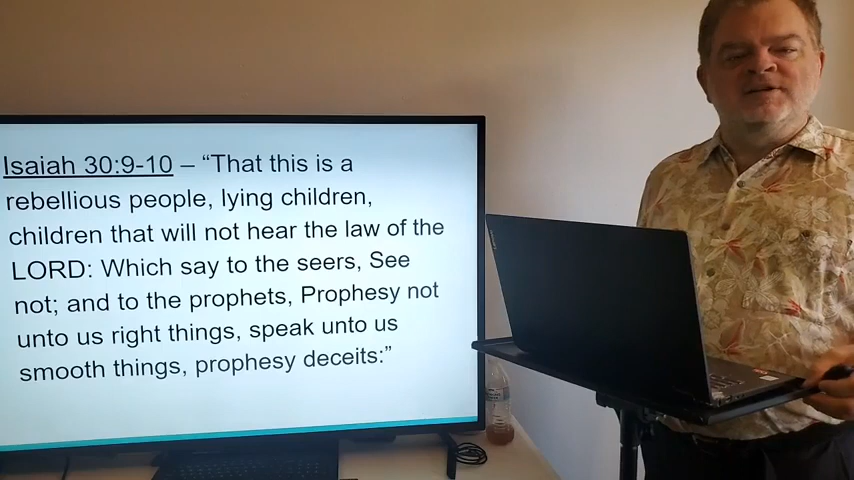 Isaiah 30:9-10 – “That this is a
rebellious people, lying children,
children that will not hear the law of the
LORD: Which say to the seers, See
not; and to the prophets, Prophesy not
unto us right things, speak unto us
smooth things, prophesy deceits:”